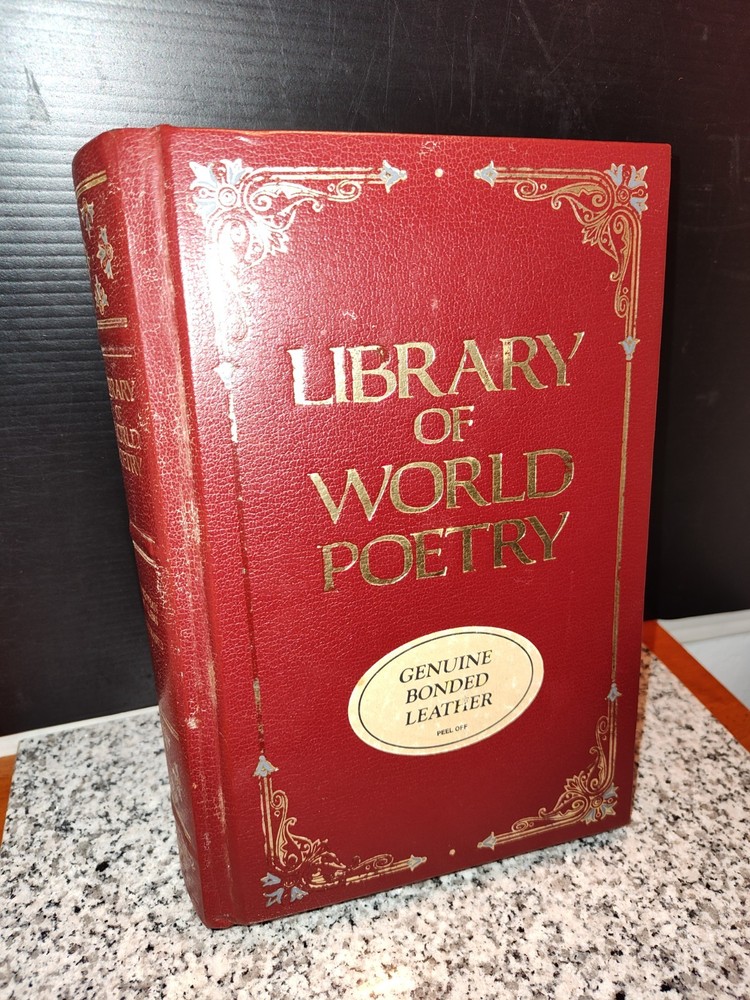 LIBRARY
OF
WORLD
POETRY
GENUINE
BONDED
LEATHER
PEEL OFF